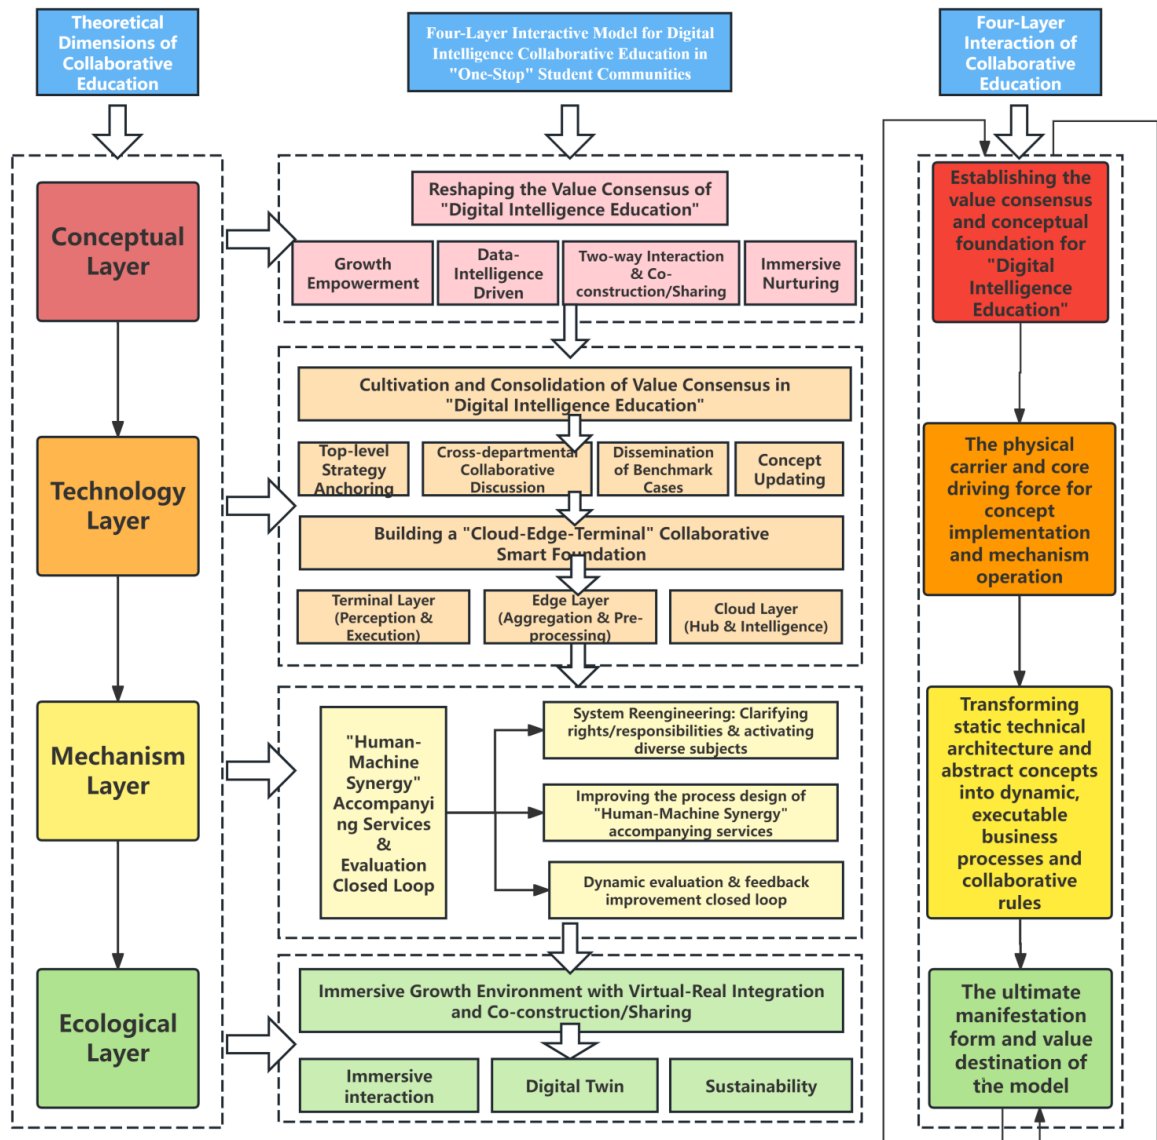 Theoretical
Dimensions of
Collaborative
Education
Four-Layer Interactive Model for Digital
Intelligence Collaborative Education in
"One-Stop" Student Communities
Four-Layer
Interaction of
Collaborative
Education
Conceptual
Layer
Reshaping the Value Consensus of
"Digital Intelligence Education"
Growth
Empowerment
Data-
Intelligence
Driven
Two-way Interaction
& Co-
construction/Sharing
Immersive
Nurturing
Establishing the
value consensus
and conceptual
foundation for
"Digital
Intelligence
Education"
Technology
Layer
Cultivation and Consolidation of Value Consensus in
"Digital Intelligence Education"
Top-level
Strategy
Anchoring
Cross-departmental
Collaborative
Discussion
Dissemination
of Benchmark
Cases
Concept
Updating
Building a "Cloud-Edge-Terminal" Collaborative
Smart Foundation
Terminal Layer
(Perception &
Execution)
Edge Layer
(Aggregation & Pre-
processing)
Cloud Layer
(Hub & Intelligence)
The physical
carrier and core
driving force for
concept
implementation
and mechanism
operation
Mechanism
Layer
"Human-
Machine
Synergy"
Accompanyi
ng Services
&
Evaluation
Closed Loop
System Reengineering: Clarifying
rights/responsibilities & activating
diverse subjects
Improving the process design of
"Human-Machine Synergy"
accompanying services
Dynamic evaluation & feedback
improvement closed loop
Transforming
static technical
architecture and
abstract concepts
into dynamic,
executable
business
processes and
collaborative
rules
Ecological
Layer
Immersive Growth Environment with Virtual-Real Integration
and Co-construction/Sharing
Immersive
interaction
Digital Twin
Sustainability
The ultimate
manifestation
form and value
destination of
the model